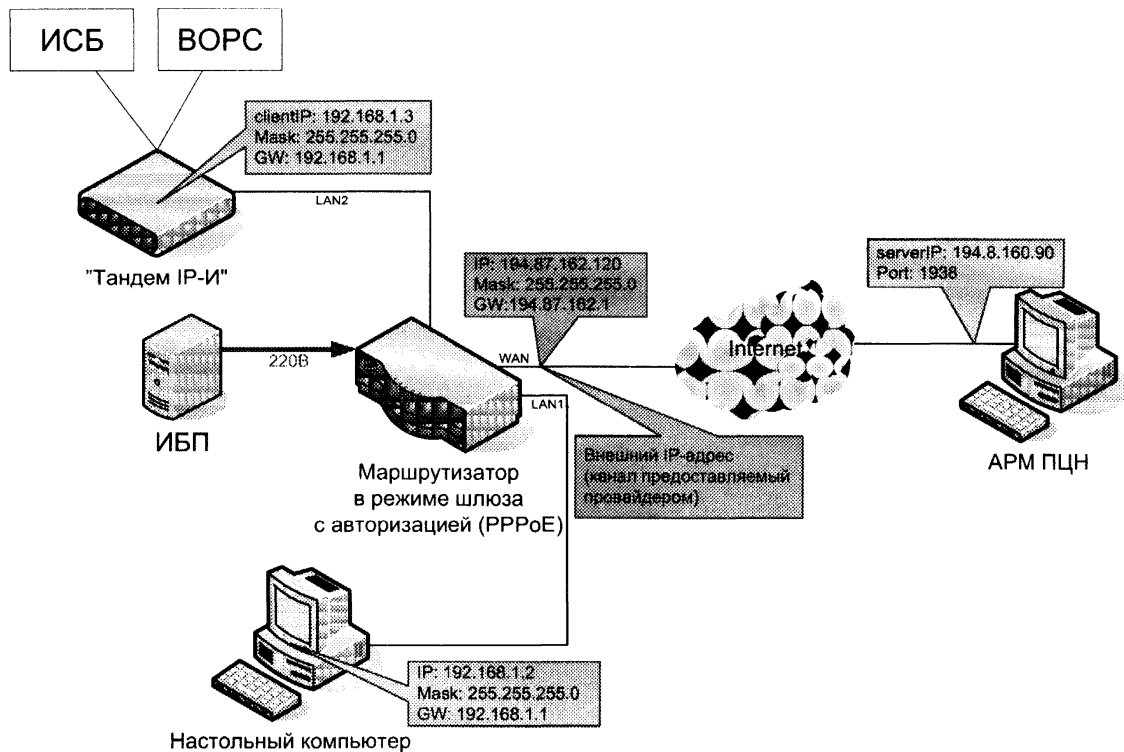 ИСБ
ВОРС
clientIP: 192.168.1.3
Mask: 255.255.255.0
GW: 192.168.1.1
LAN2
"Тандем IP-И"
IP: 194.87.162.120
Mask: 255.255.255.0
GW:194.87.162.1
serverIP: 194.8.160.90
Port: 1938
220В
WAN
Internet
LAN1
ИБП
Маршрутизатор
в режиме шлюза
с авторизацией (PPPoE)
Внешний IP-адрес
(канал предоставляемый
провайдером)
АРМ ПЦН
IP: 192.168.1.2
Mask: 255.255.255.0
GW: 192.168.1.1
Настольный компьютер